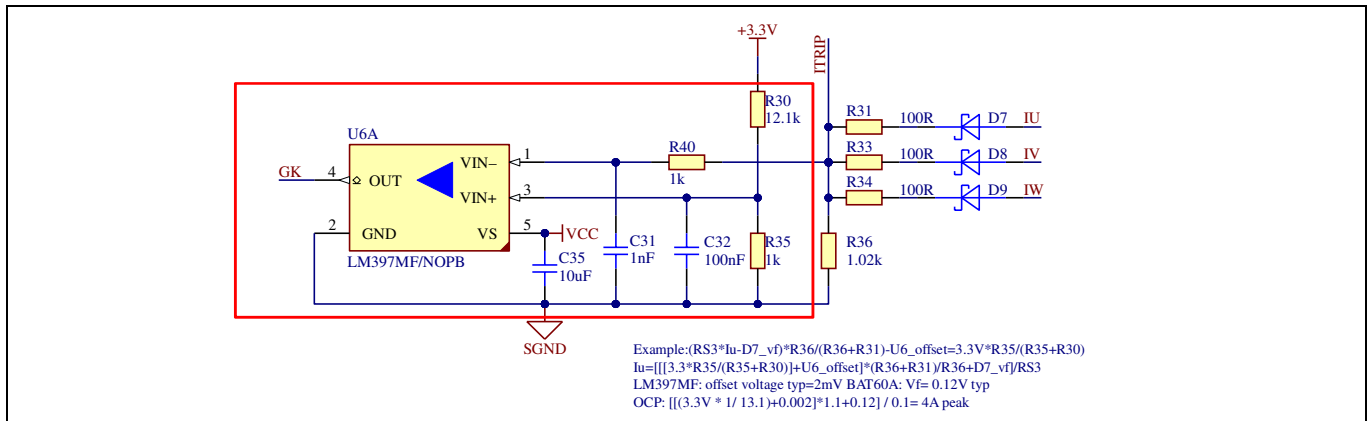 +3.3V
ITRIP
R30
12.1k
R31 100R D7 IU
U6A
R40
1k
R33 100R D8 IV
GK 4 OUT VIN− 1
R34 100R D9 IW
VIN+ 3
2 GND VS 5 VCC
LM397MF/NOPB
C35
10uF
C31
1nF
C32
100nF
R35
1k
R36
1.02k
SGND
Example:(RS3*Iu-D7_vf)*R36/(R36+R31)-U6_offset=3.3V*R35/(R35+R30)
Iu=[[[3.3*R35/(R35+R30)]+U6_offset]*(R36+R31)/R36+D7_vf]/RS3
LM397MF: offset voltage typ=2mV BAT60A: Vf= 0.12V typ
OCP: [[(3.3V * 1/ 13.1)+0.002]*1.1+0.12] / 0.1= 4A peak